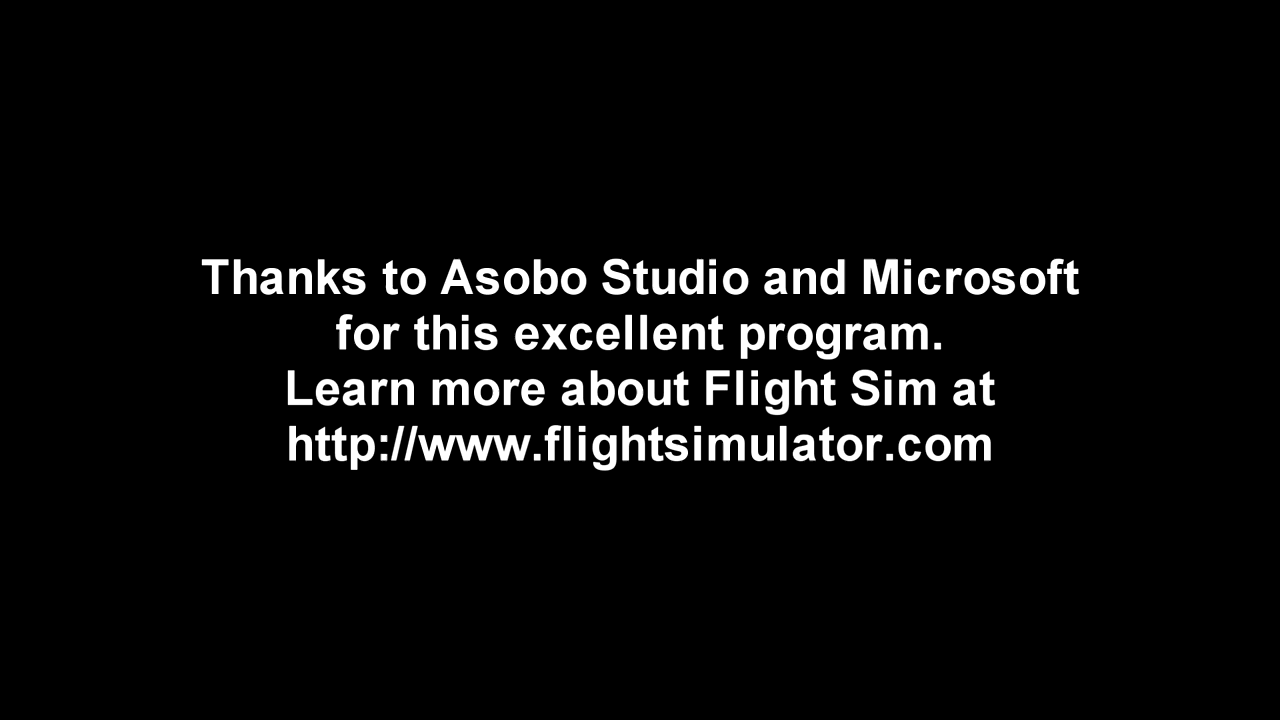 Thanks to Asobo Studio and Microsoft
for this excellent program.
Learn more about Flight Sim at
http://www.flightsimulator.com